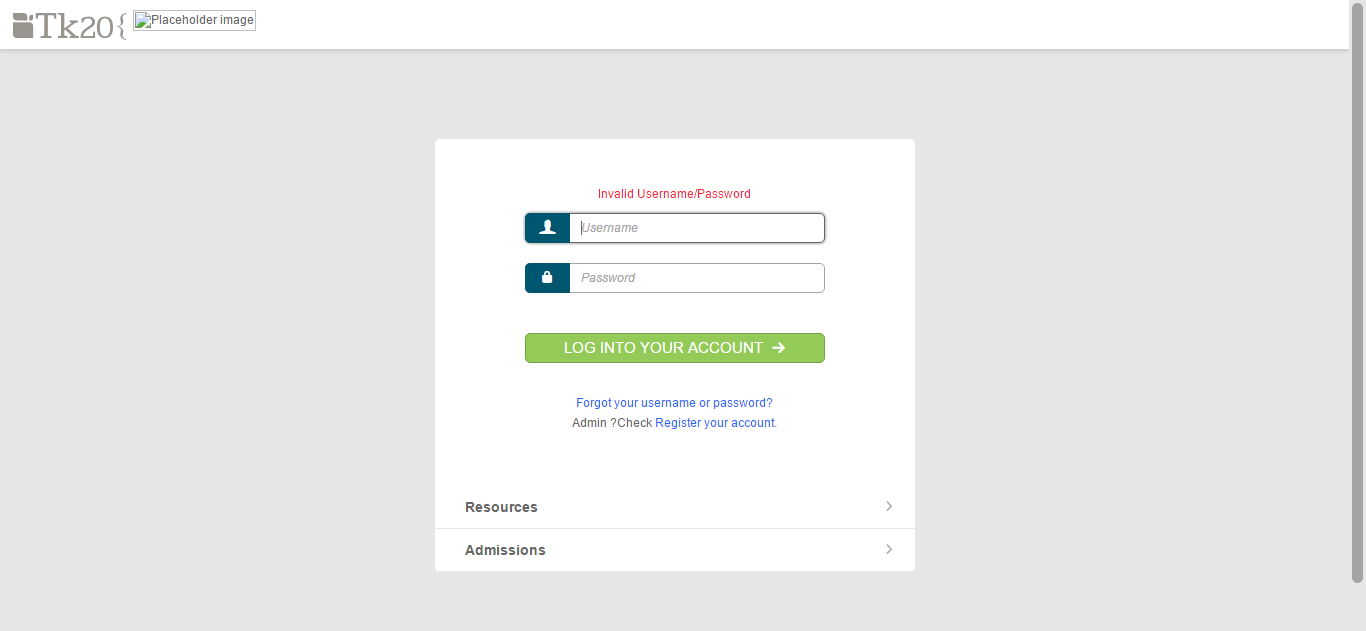 Tk20{
Placeholder image
Invalid Username/Password
Username
Password
LOG INTO YOUR ACCOUNT
Forgot your username or password?
Admin ?Check Register your account.
Resources
Admissions